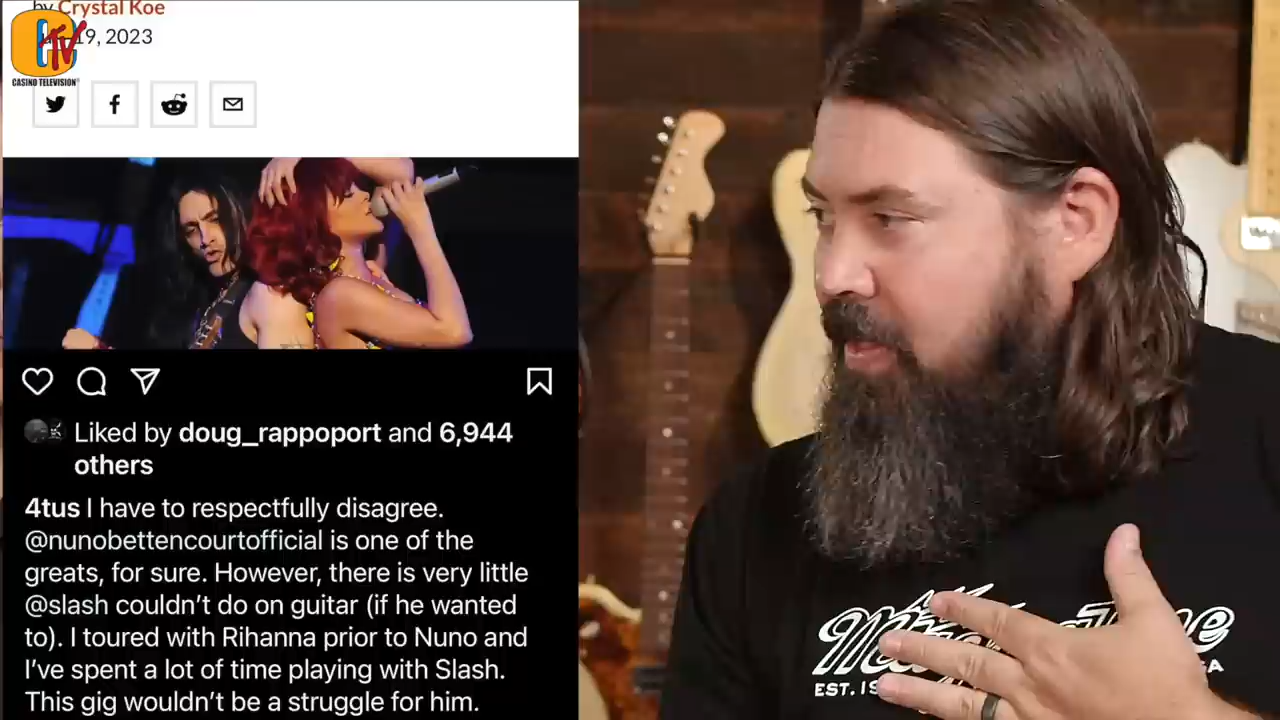 by Crystal Koe
19, 2023
CTV
CASINO TELEVISION
Liked by doug_rappoport and 6,944
others
4tus I have to respectfully disagree.
@nunobettencourtofficial is one of the
greats, for sure. However, there is very little
@slash couldn't do on guitar (if he wanted
to). I toured with Rihanna prior to Nuno and
I've spent a lot of time playing with Slash.
This gig wouldn't be a struggle for him.
EST. 19